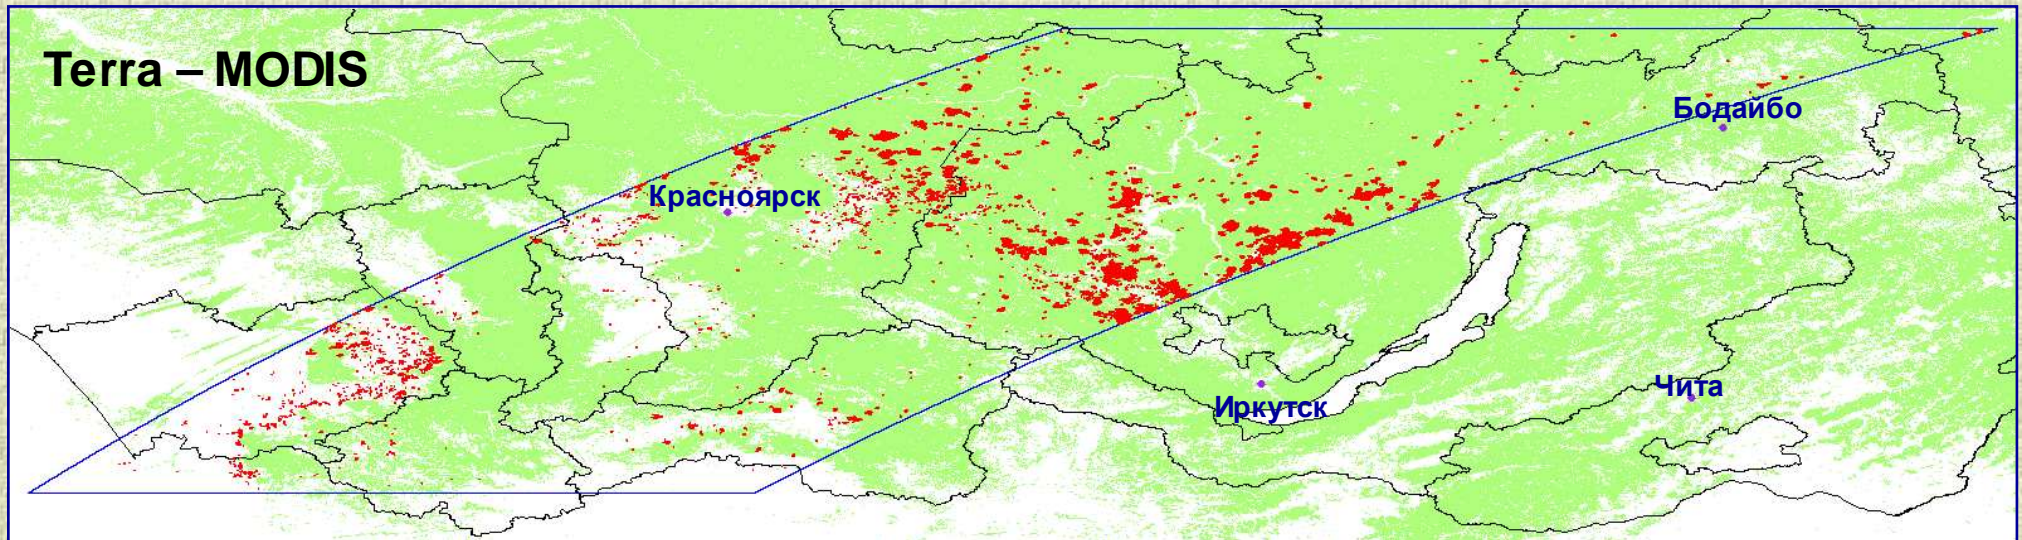 Terra – MODIS
Бодайбо
Красноярск
Чита
Иркутск